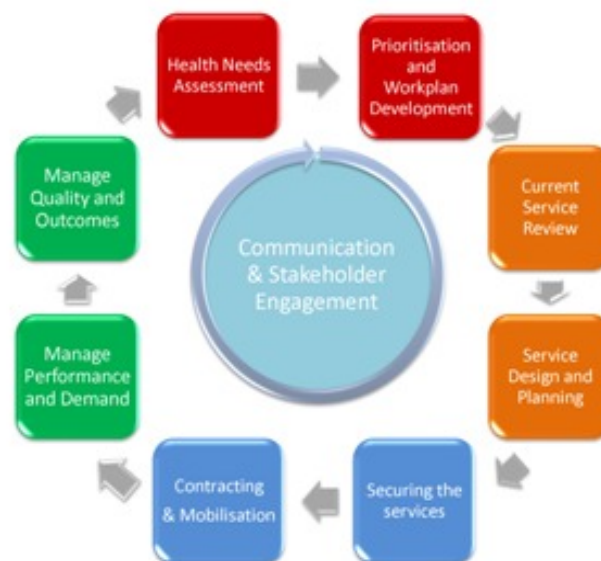 Health Needs
Assessment
Prioritisation
and
Workplan
Development
Current
Service
Review
Service
Design and
Planning
Securing the
services
Contracting
& Mobilisation
Manage
Performance
and Demand
Manage
Quality and
Outcomes
Communication
& Stakeholder
Engagement